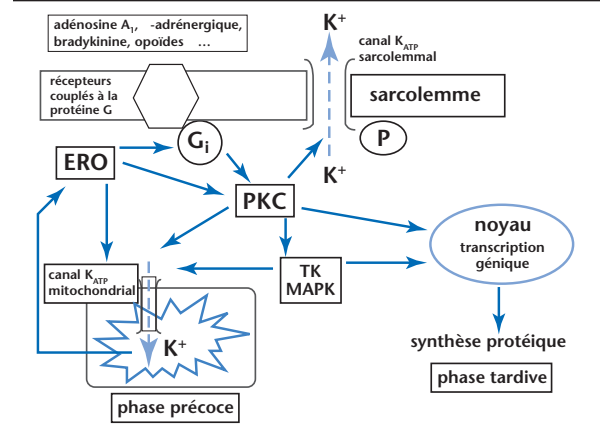 adénosine A1, -adrénergique,
bradykinine, opoïdes ...
K+
canal KATP
sarcolemmal
récepteurs
couplés à la
protéine G
sarcolemme
Gi
P
ERO
K+
PKC
noyau
transcription
génique
canal KATP
mitochondrial
TK
MAPK
K+
synthèse protéique
phase tardive
phase précoce